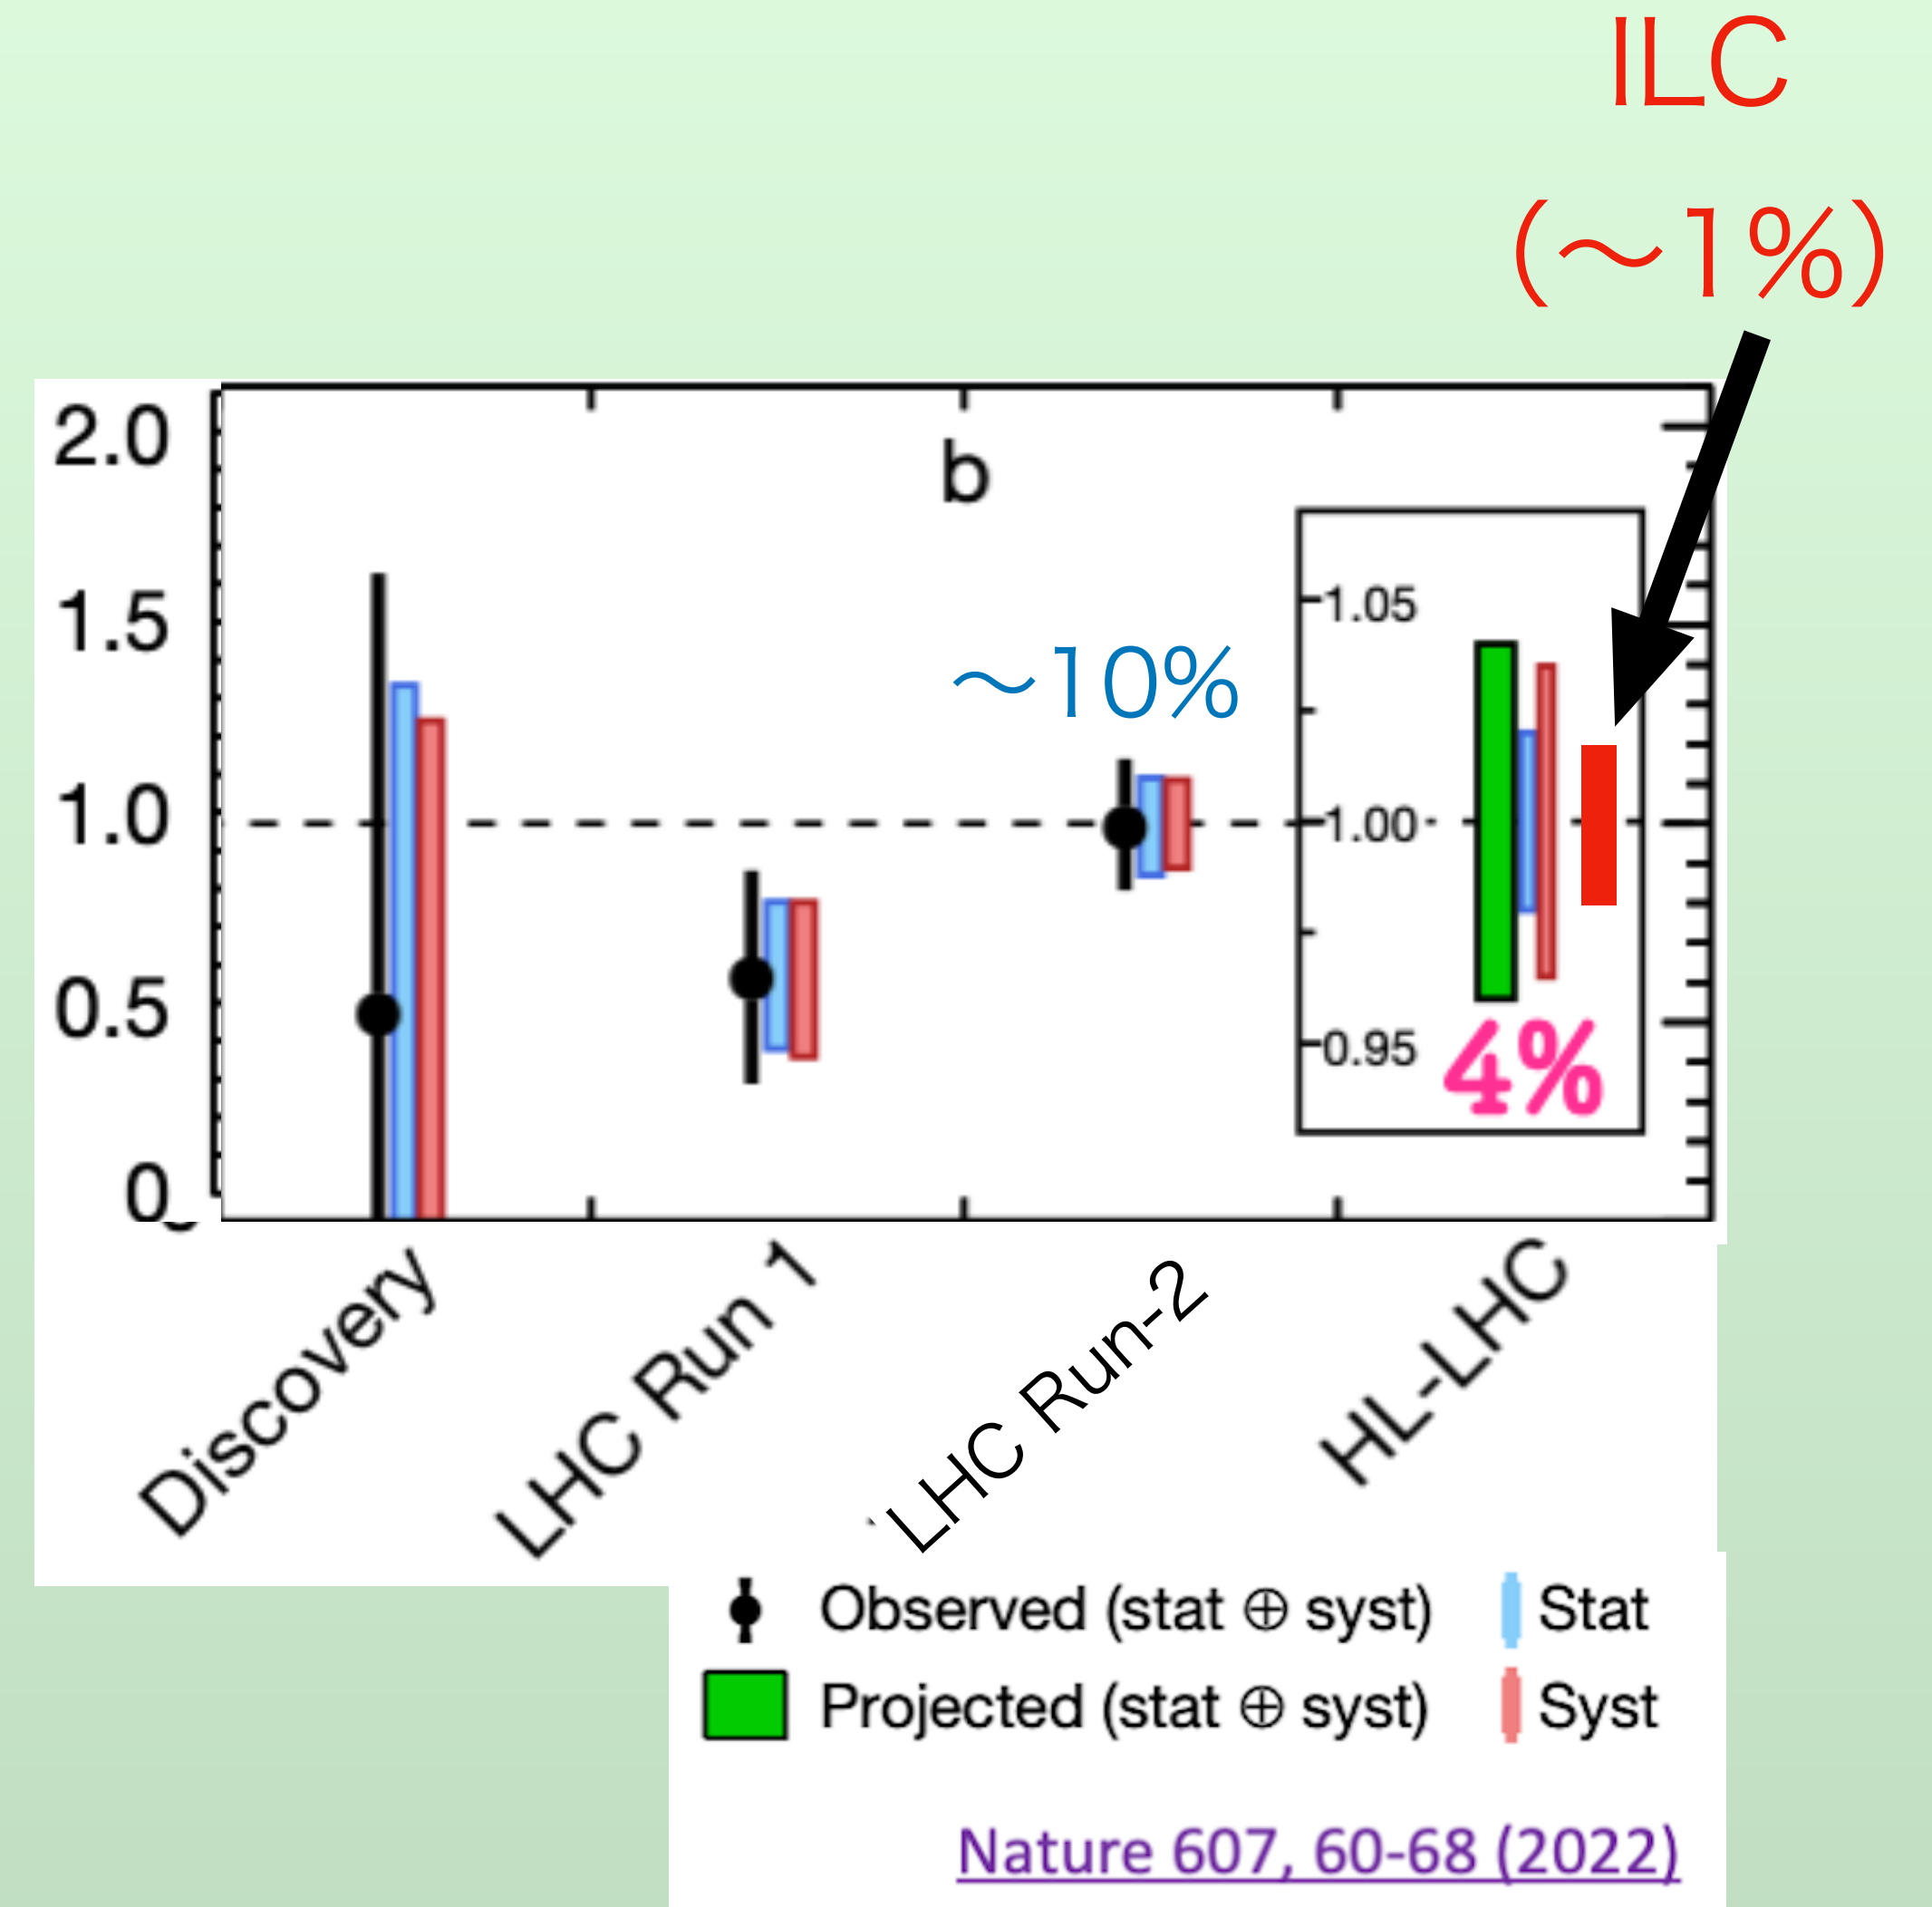 ILC
(〜1%)
2.0
1.5
1.0
0.5
0
b
〜10%
1.05
1.00
0.95
4%
Discovery
LHC Run 1
LHC Run-2
HL-LHC
Observed (stat ⊕ syst)
Stat
Projected (stat ⊕ syst)
Syst
Nature 607, 60-68 (2022)